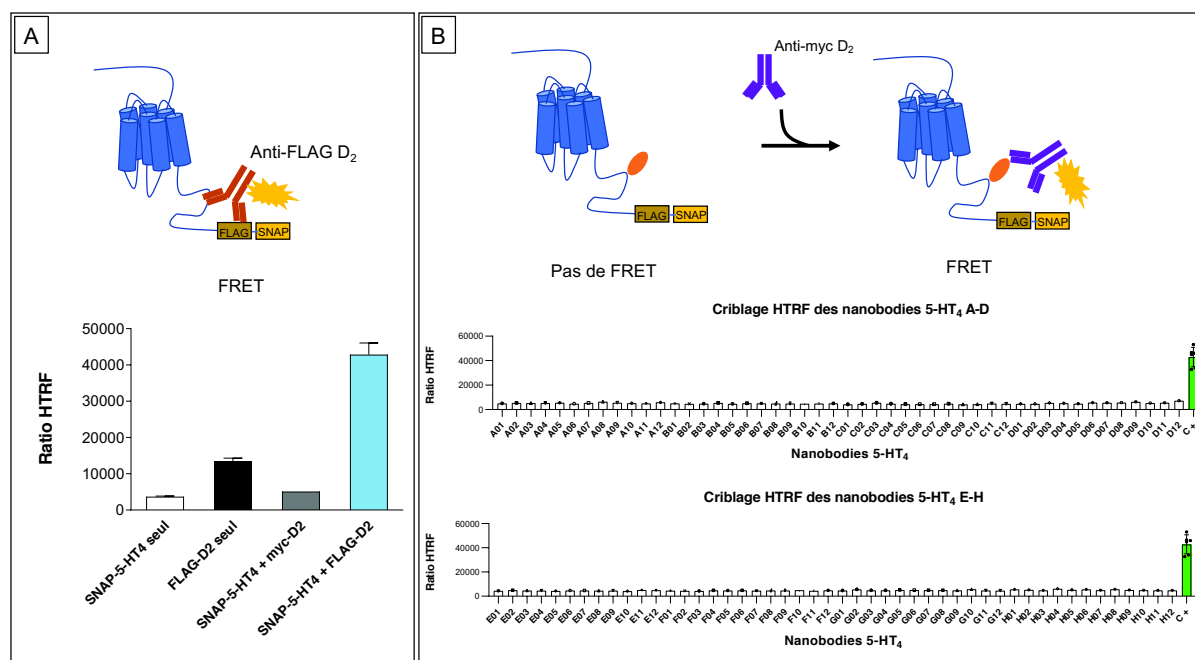 A
Anti-FLAG D2
FLAG
SNAP
FRET
Ratio HTRF
50000
40000
30000
20000
10000
0
SNAP-5-HT4 seul
FLAG-D2 seul
SNAP-5-HT4 + myc-D2
SNAP-5-HT4 + FLAG-D2
B
Anti-myc D2
FLAG
SNAP
FLAG
SNAP
Pas de FRET
FRET
Criblage HTRF des nanobodies 5-HT4 A-D
Ratio HTRF
60000
40000
20000
0
A01 A02 A03 A04 A05 A06 A07 A08 A09 A10 A11 A12 B01 B02 B03 B04 B05 B06 B07 B08 B09 B10 B11 B12 C01 C02 C03 C04 C05 C06 C07 C08 C09 C10 C11 C12 D01 D02 D03 D04 D05 D06 D07 D08 D09 D10 D11 D12 C +
Nanobodies 5-HT4
Criblage HTRF des nanobodies 5-HT4 E-H
Ratio HTRF
60000
40000
20000
0
E01 E02 E03 E04 E05 E06 E07 E08 E09 E10 E11 E12 F01 F02 F03 F04 F05 F06 F07 F08 F09 F10 F11 F12 G01 G02 G03 G04 G05 G06 G07 G08 G09 G10 G11 G12 H01 H02 H03 H04 H05 H06 H07 H08 H09 H10 H11 H12 C +
Nanobodies 5-HT4